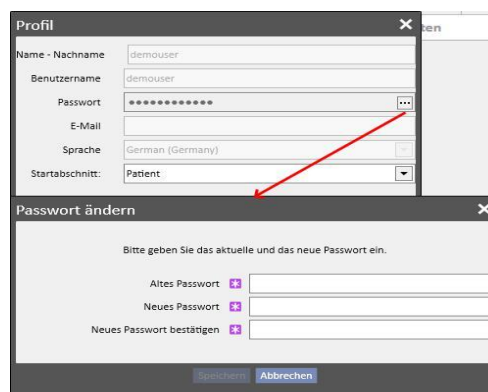 Profil
ten
Name - Nachname demouser
Benutzername demouser
Passwort ************
E-Mail
Sprache German (Germany)
Startabschnitt: Patient
Passwort ändern
Bitte geben Sie das aktuelle und das neue Passwort ein.
Altes Passwort
Neues Passwort
Neues Passwort bestätigen
Speichern Abbrechen